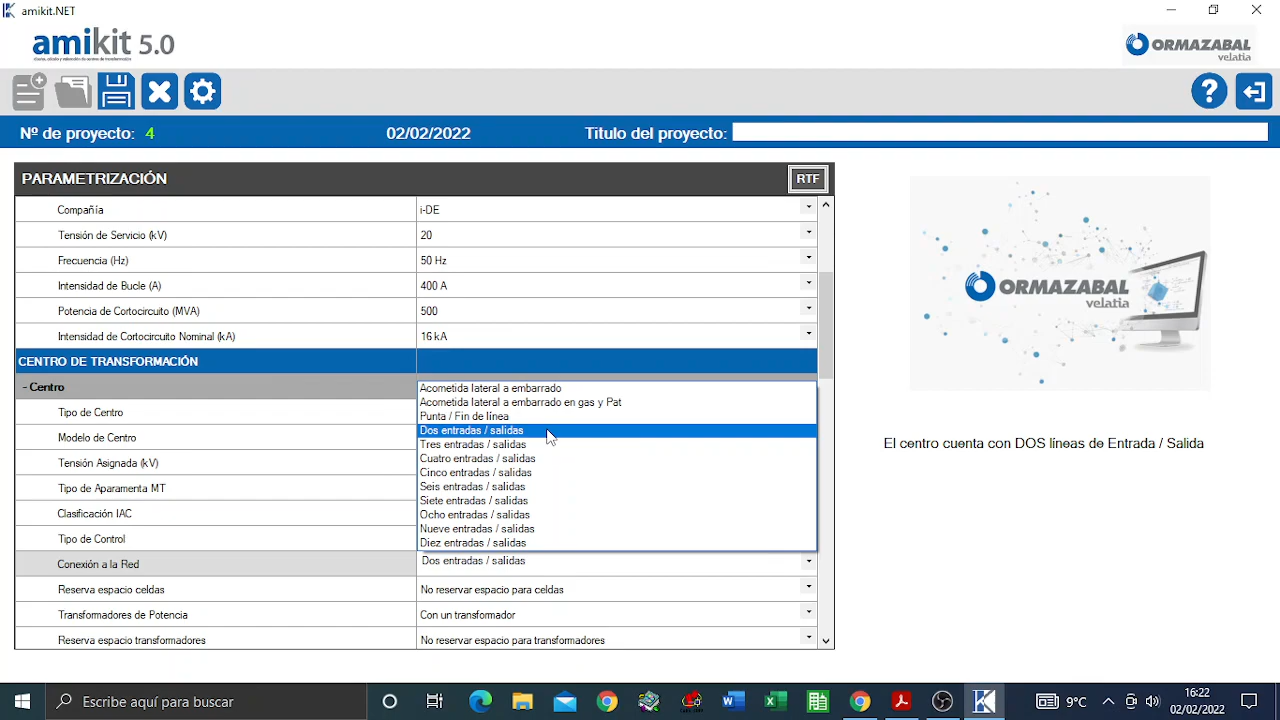 amikit.NET
amikit 5.0
ORMAZABAL
velatia
Nº de proyecto: 4
02/02/2022
Titulo del proyecto:
PARAMETRIZACIÓN
RTF
Compañía
i-DE
Tensión de Servicio (kV)
20
Frecuencia (Hz)
50 Hz
Intensidad de Bucle (A)
400 A
Potencia de Cortocircuito (MVA)
500
Intensidad de Cortocircuito Nominal (kA)
16 kA
CENTRO DE TRANSFORMACIÓN
- Centro
Acometida lateral a embarrado
Acometida lateral a embarrado en gas y Pat
Tipo de Centro
Punta / Fin de línea
Dos entradas / salidas
Modelo de Centro
Tres entradas / salidas
Cuatro entradas / salidas
Tensión Asignada (kV)
Cinco entradas / salidas
Tipo de Aparamenta MT
Seis entradas / salidas
Siete entradas / salidas
Clasificación IAC
Ocho entradas / salidas
Nueve entradas / salidas
Tipo de Control
Diez entradas / salidas
Conexión a la Red
Dos entradas / salidas
Reserva espacio celdas
No reservar espacio para celdas
Transformadores de Potencia
Con un transformador
Reserva espacio transformadores
No reservar espacio para transformadores
ORMAZABAL
velatia
El centro cuenta con DOS líneas de Entrada / Salida
Escribe aquí para buscar
9°C
16:22
02/02/2022